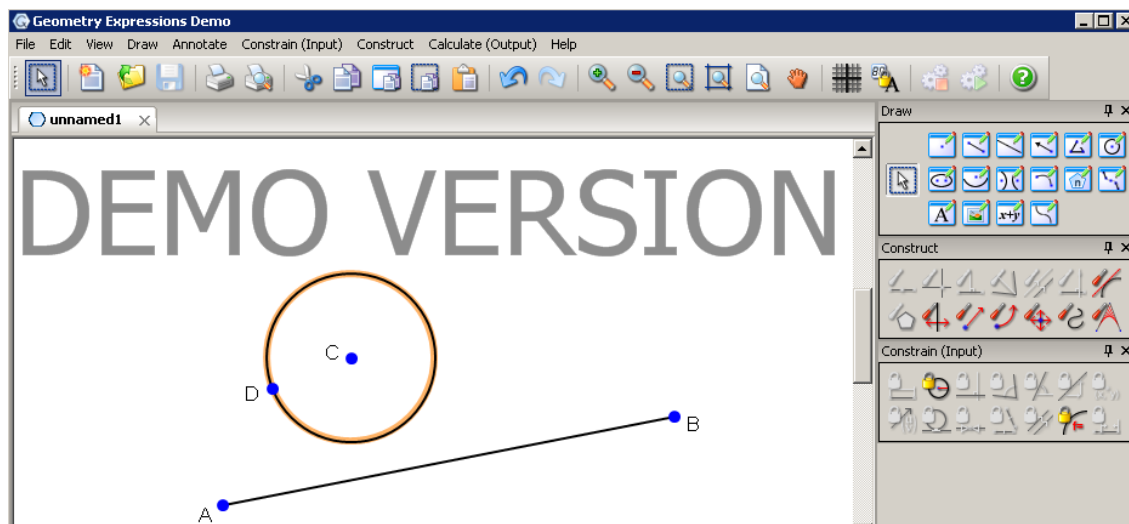 Geometry Expressions Demo
File Edit View Draw Annotate Constrain (Input) Construct Calculate (Output) Help
unnamed1
Draw
DEMO VERSION
A
x+y
Construct
C
Constrain (Input)
D
B
A